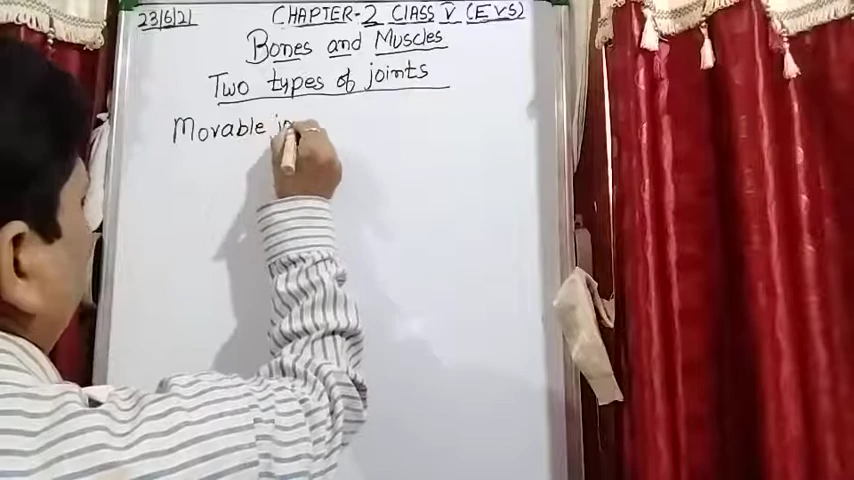 23/6/21 CHAPTER-2 CLASS V (EVS)
Bones and Muscles
Two types of joints
Movable